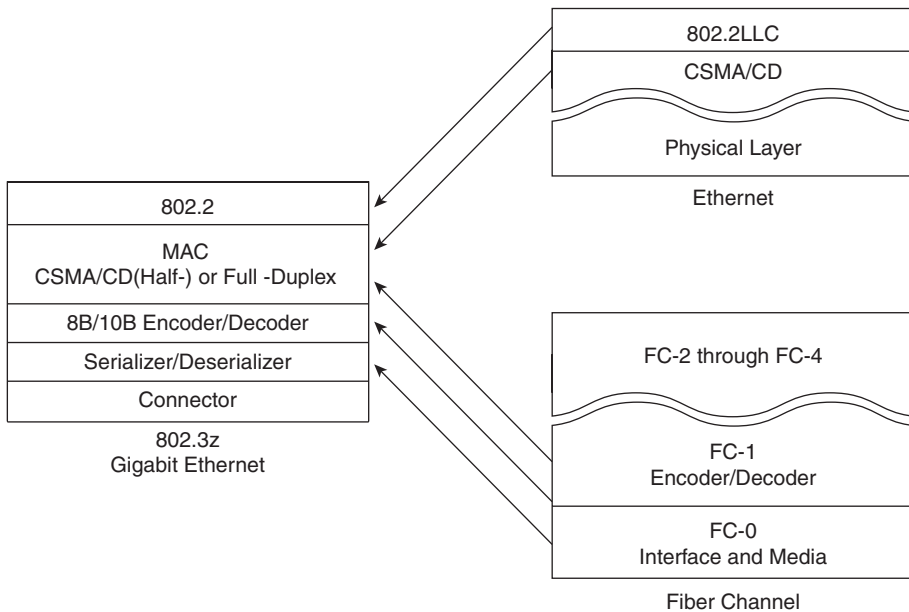 802.2LLC
CSMA/CD
Physical Layer
Ethernet
802.2
MAC
CSMA/CD(Half-) or Full -Duplex
8B/10B Encoder/Decoder
Serializer/Deserializer
Connector
802.3z
Gigabit Ethernet
FC-2 through FC-4
FC-1
Encoder/Decoder
FC-0
Interface and Media
Fiber Channel